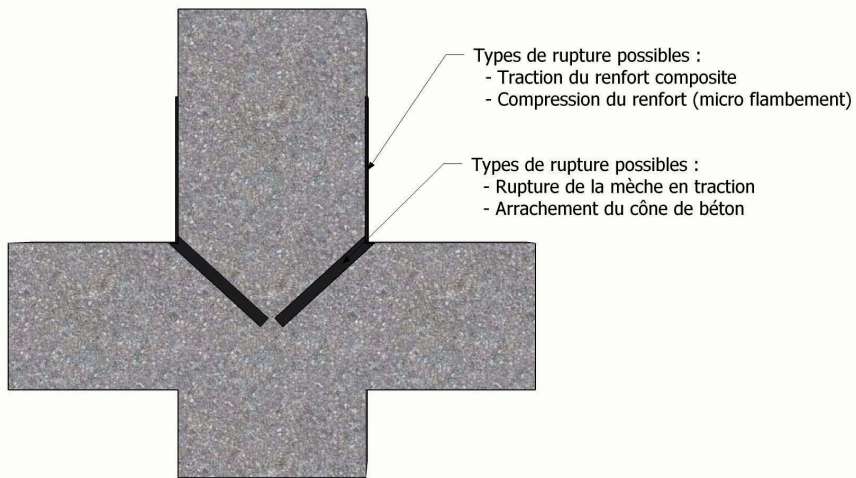 Types de rupture possibles :
- Traction du renfort composite
- Compression du renfort (micro flambement)
Types de rupture possibles :
- Rupture de la mèche en traction
- Arrachement du cône de béton